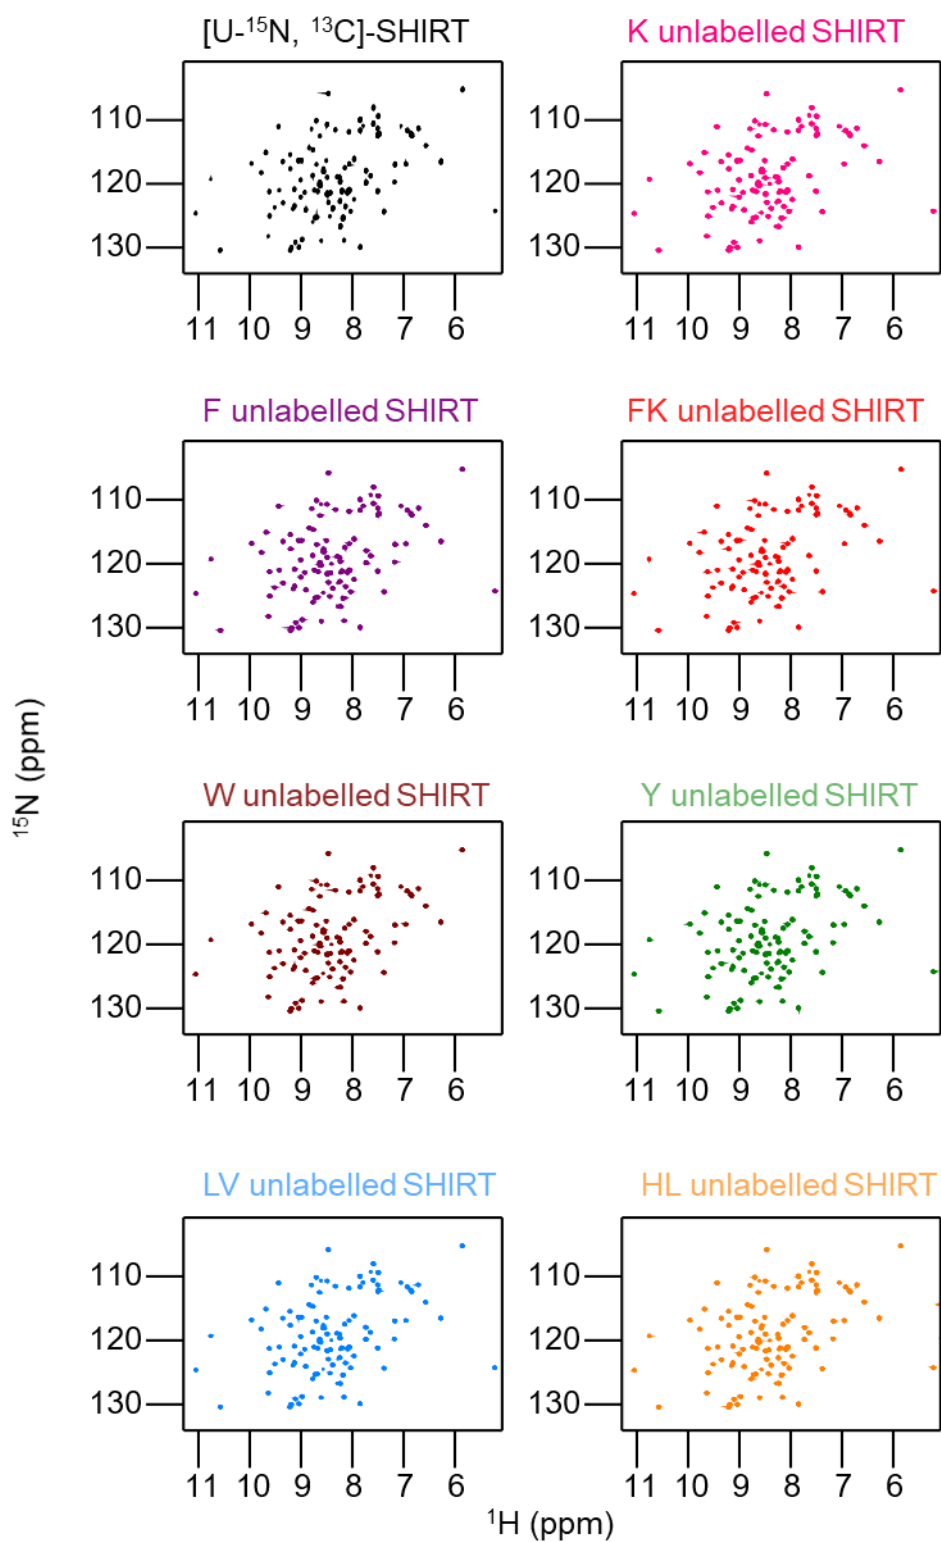 [U-¹⁵N, ¹³C]-SHIRT
K unlabelled SHIRT
110
120
130
11 10 9 8 7 6
110
120
130
11 10 9 8 7 6
F unlabelled SHIRT
FK unlabelled SHIRT
110
120
130
11 10 9 8 7 6
110
120
130
11 10 9 8 7 6
¹⁵N (ppm)
W unlabelled SHIRT
Y unlabelled SHIRT
110
120
130
11 10 9 8 7 6
110
120
130
11 10 9 8 7 6
LV unlabelled SHIRT
HL unlabelled SHIRT
110
120
130
11 10 9 8 7 6
110
120
130
11 10 9 8 7 6
¹H (ppm)